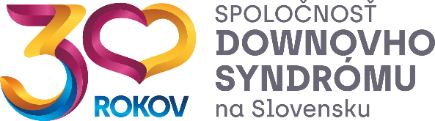 30
ROKOV
SPOLOČNOSŤ
DOWNOVHO
SYNDRÓMU
na Slovensku